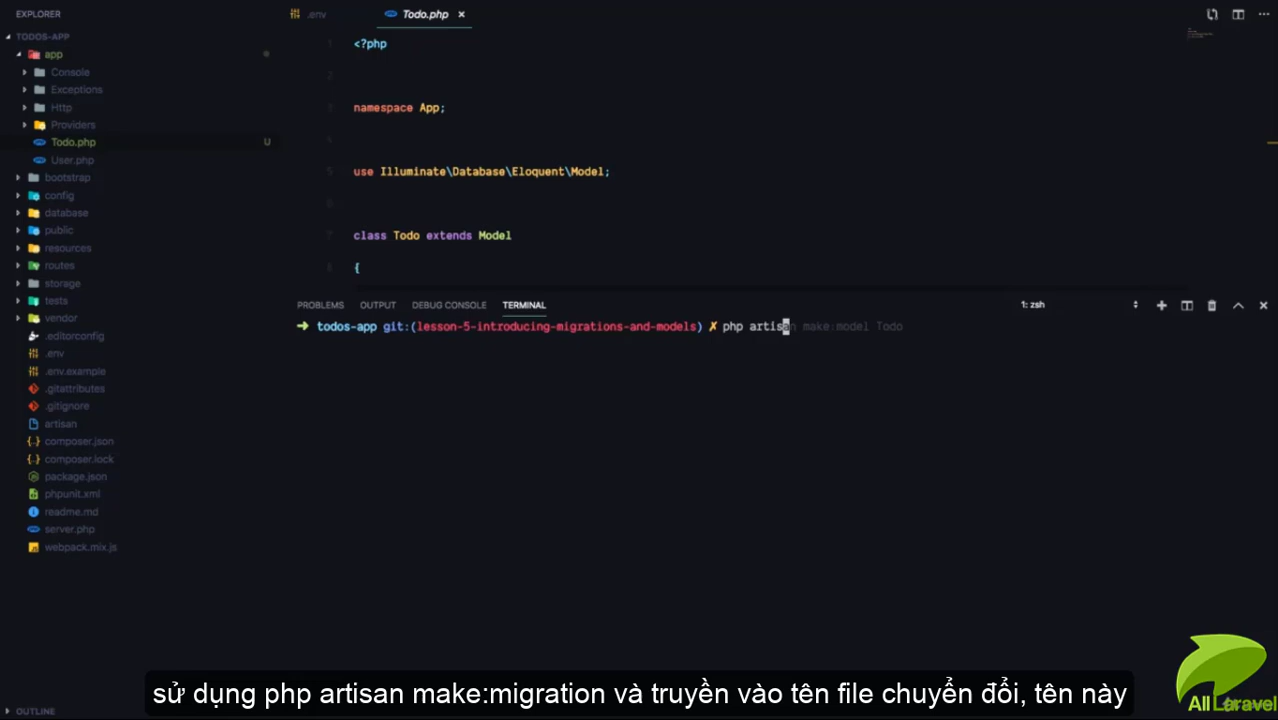 EXPLORER
TODOS-APP
app
Console
Exceptions
Http
Providers
Todo.php
U
User.php
bootstrap
config
database
public
resources
routes
storage
tests
vendor
.editorconfig
.env
.env.example
.gitattributes
.gitignore
artisan
composer.json
composer.lock
package.json
phpunit.xml
readme.md
server.php
webpack.mix.js
OUTLINE
.env
Todo.php ×
1 <?php
2
3 namespace App;
4
5 use Illuminate\Database\Eloquent\Model;
6
7 class Todo extends Model
8 {
PROBLEMS OUTPUT DEBUG CONSOLE TERMINAL 1: zsh
➜ todos-app git:(lesson-5-introducing-migrations-and-models) ✗ php artisan make:model Todo
sử dụng php artisan make:migration và truyền vào tên file chuyển đổi, tên này
All Laravel